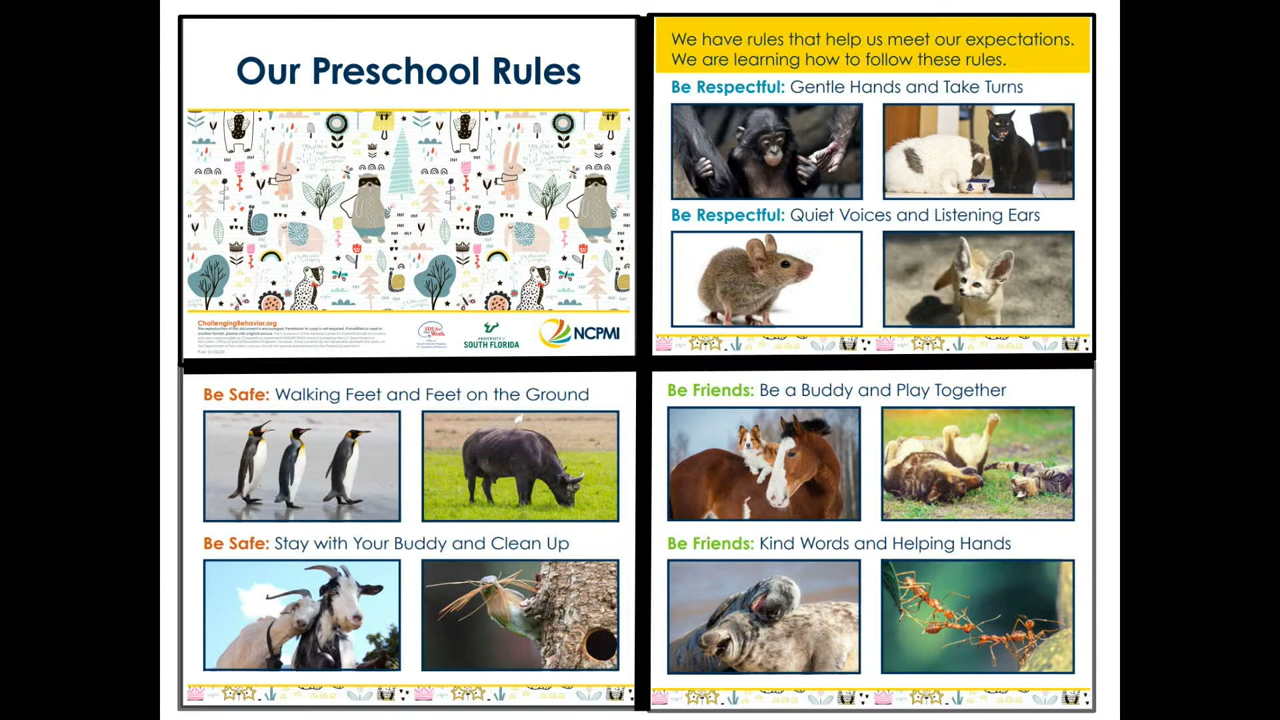 Our Preschool Rules
ChallengingBehavior.org
IDEAs that Work
UNIVERSITY of
SOUTH FLORIDA
NCPMI
We have rules that help us meet our expectations.
We are learning how to follow these rules.
Be Respectful: Gentle Hands and Take Turns
Be Respectful: Quiet Voices and Listening Ears
Be Safe: Walking Feet and Feet on the Ground
Be Safe: Stay with Your Buddy and Clean Up
Be Friends: Be a Buddy and Play Together
Be Friends: Kind Words and Helping Hands